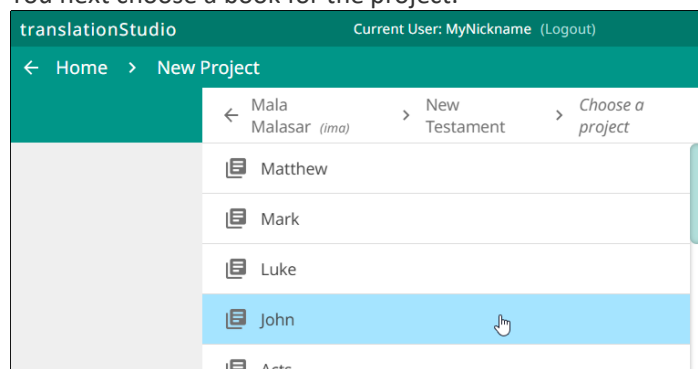 You next choose a book for the project.
translationStudio Current User: MyNickname (Logout)
← Home > New Project
← Mala Malasar (ima) > New Testament > Choose a project
Matthew
Mark
Luke
John
Acts